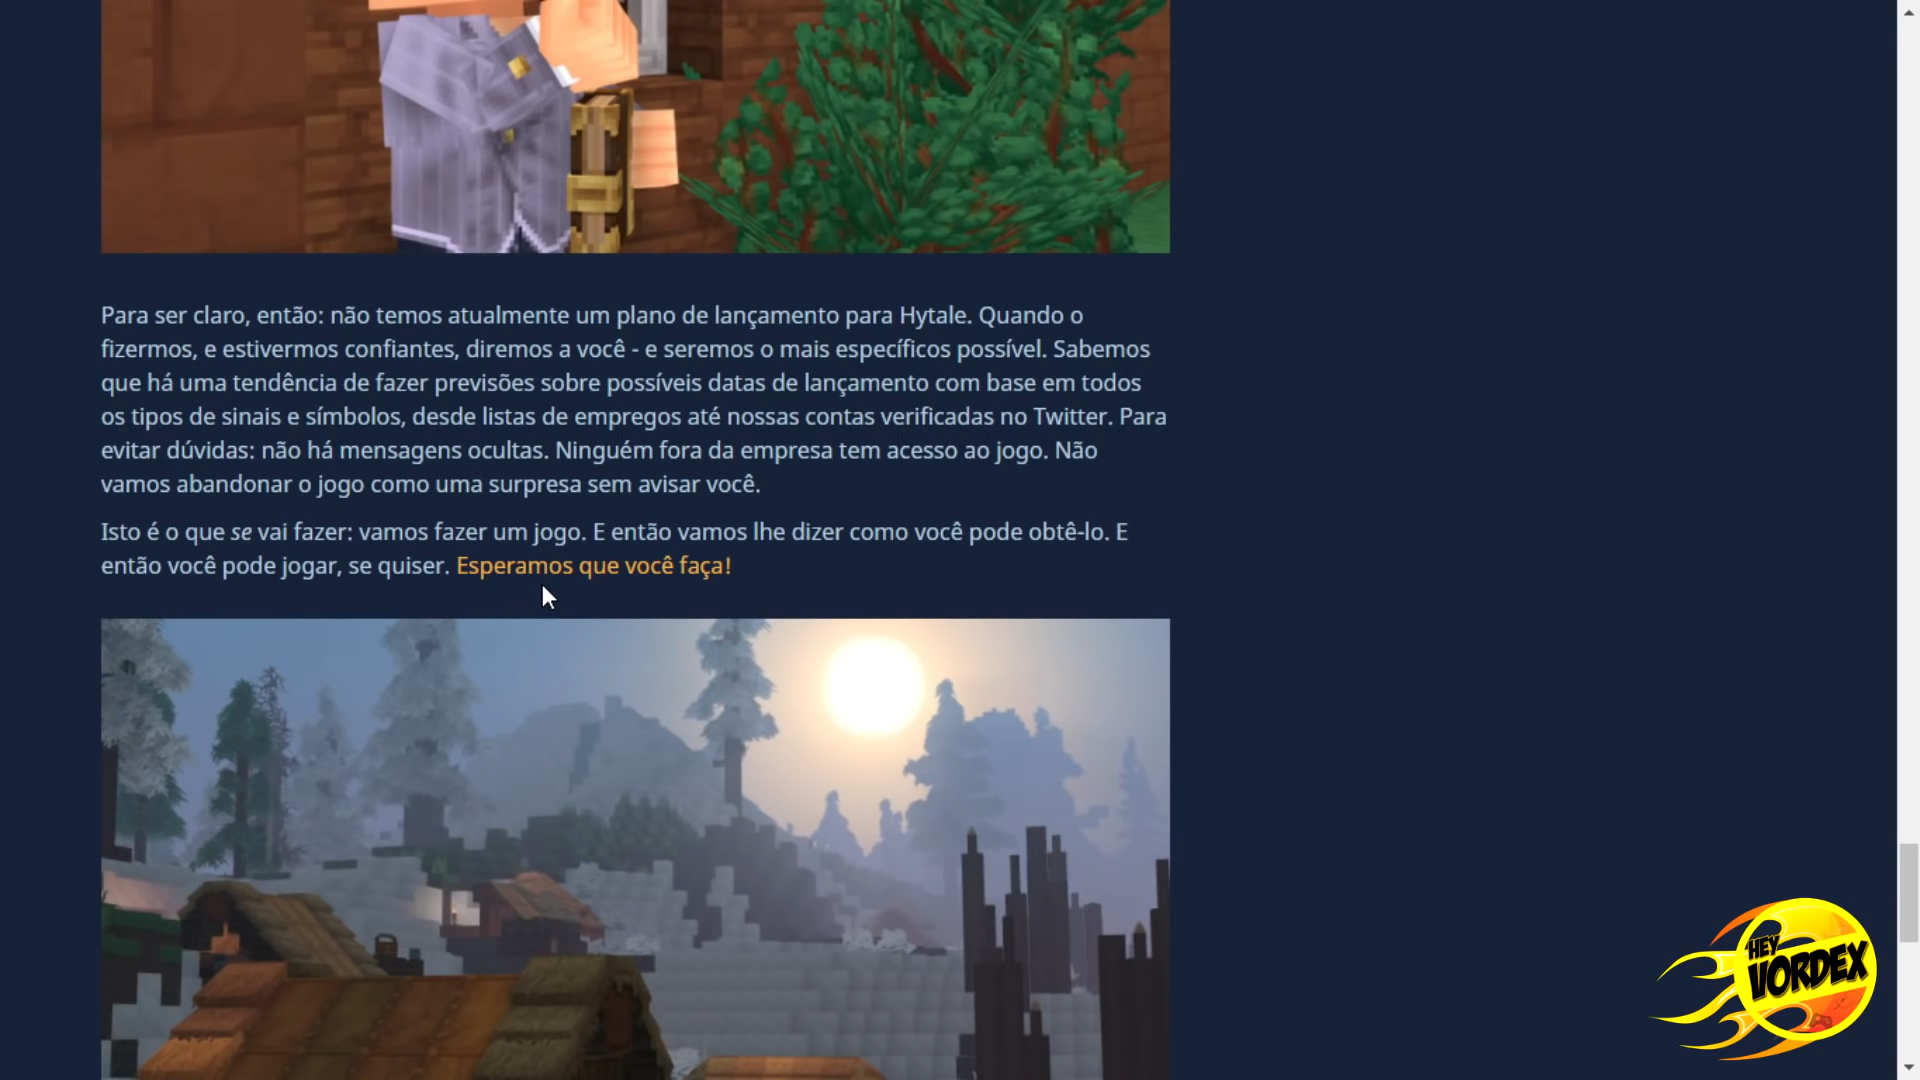 Para ser claro, então: não temos atualmente um plano de lançamento para Hytale. Quando o
fizermos, e estivermos confiantes, diremos a você - e seremos o mais específicos possível. Sabemos
que há uma tendência de fazer previsões sobre possíveis datas de lançamento com base em todos
os tipos de sinais e símbolos, desde listas de empregos até nossas contas verificadas no Twitter. Para
evitar dúvidas: não há mensagens ocultas. Ninguém fora da empresa tem acesso ao jogo. Não
vamos abandonar o jogo como uma surpresa sem avisar você.
Isto é o que se vai fazer: vamos fazer um jogo. E então vamos lhe dizer como você pode obtê-lo. E
então você pode jogar, se quiser. Esperamos que você faça!
HEY
VORDEX